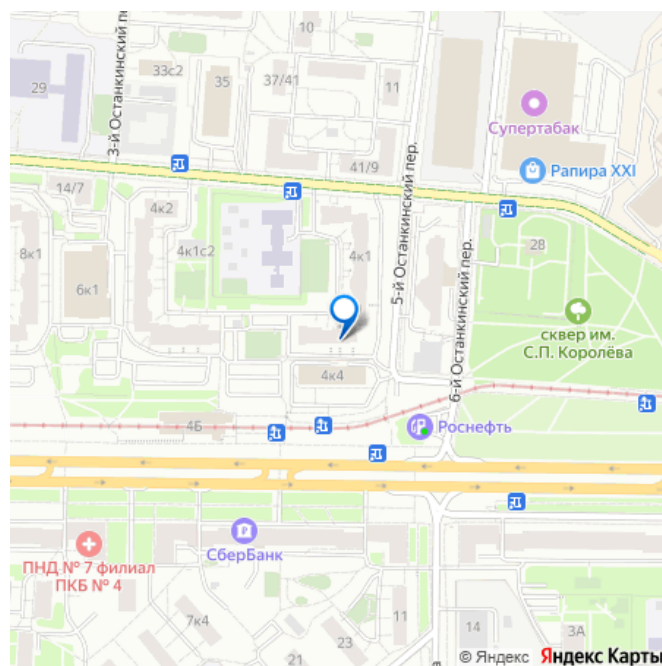 10
33с2
35
37/41
11
29
3-й Останкинский пер.
Супертабак
41/9
5-й Останкинский пер.
Рапира XXI
14/7
4к2
4к1с2
4к1
28
8к1
6к1
6-й Останкинский пер.
сквер им.
С.П. Королёва
4к4
4Б
Роснефть
СберБанк
ПНД № 7 филиал
ПКБ № 4
7к4
11
14
3А
23
21
© Яндекс Яндекс Карты